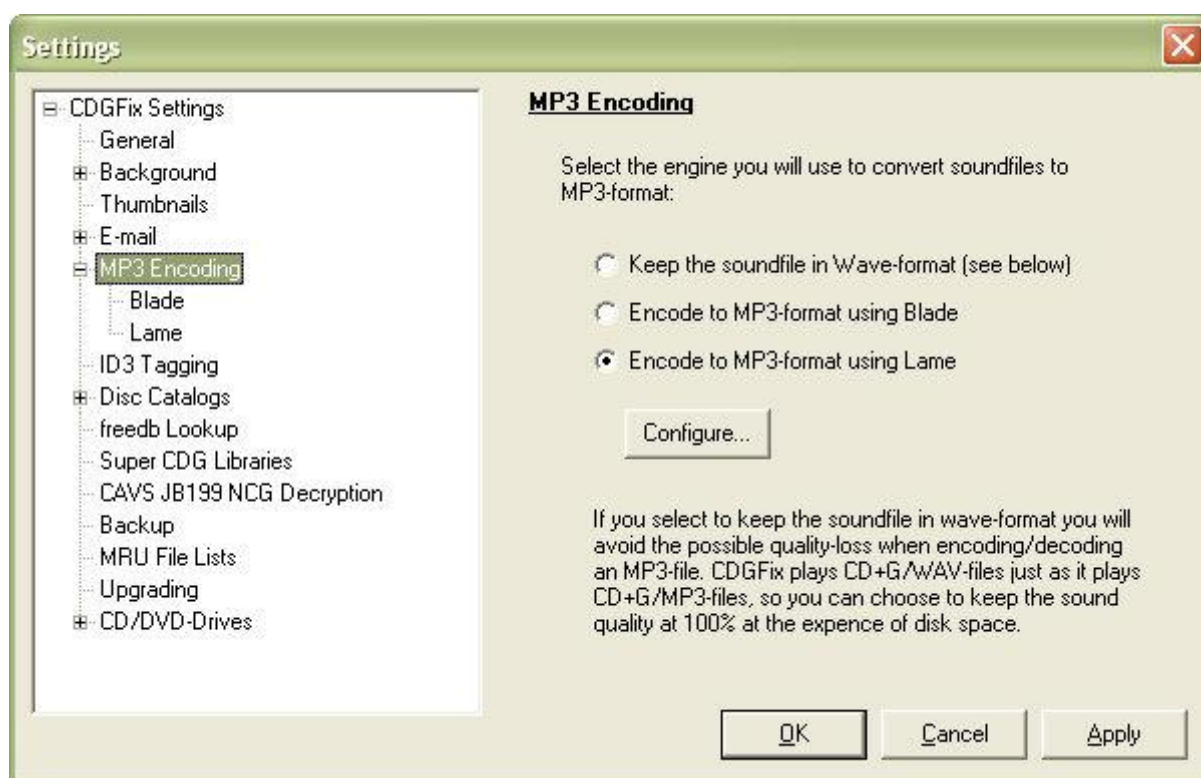 Settings
CDGFix Settings
General
Background
Thumbnails
E-mail
MP3 Encoding
Blade
Lame
ID3 Tagging
Disc Catalogs
freedb Lookup
Super CDG Libraries
CAVS JB199 NCG Decryption
Backup
MRU File Lists
Upgrading
CD/DVD-Drives
MP3 Encoding
Select the engine you will use to convert soundfiles to
MP3-format:
Keep the soundfile in Wave-format (see below)
Encode to MP3-format using Blade
Encode to MP3-format using Lame
Configure...
If you select to keep the soundfile in wave-format you will
avoid the possible quality-loss when encoding/decoding
an MP3-file. CDGFix plays CD+G/WAV-files just as it plays
CD+G/MP3-files, so you can choose to keep the sound
quality at 100% at the expence of disk space.
OK
Cancel
Apply